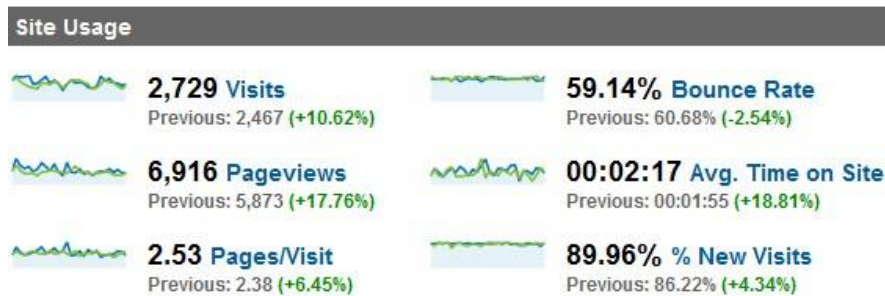 Site Usage
2,729 Visits
Previous: 2,467 (+10.62%)
59.14% Bounce Rate
Previous: 60.68% (-2.54%)
6,916 Pageviews
Previous: 5,873 (+17.76%)
00:02:17 Avg. Time on Site
Previous: 00:01:55 (+18.81%)
2.53 Pages/Visit
Previous: 2.38 (+6.45%)
89.96% % New Visits
Previous: 86.22% (+4.34%)